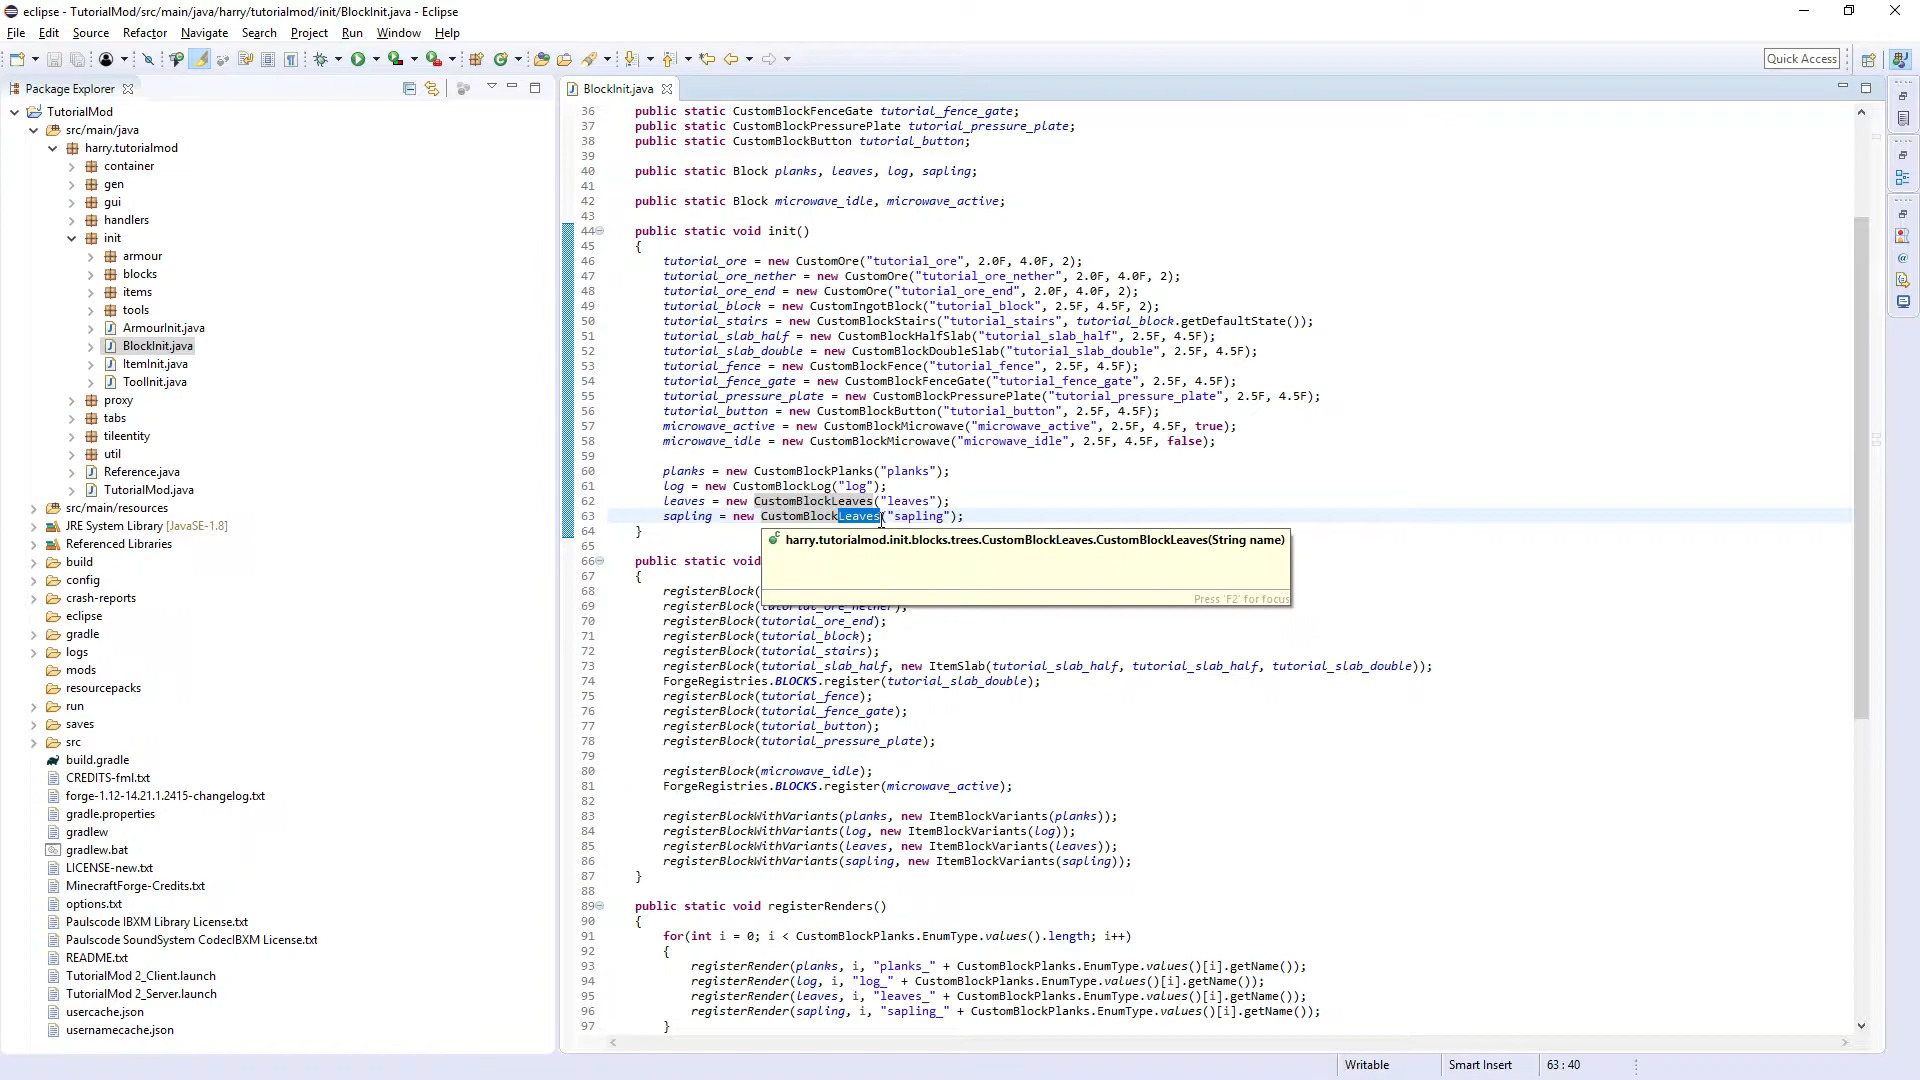 eclipse - TutorialMod/src/main/java/harry/tutorialmod/init/BlockInit.java - Eclipse
File Edit Source Refactor Navigate Search Project Run Window Help
Quick Access
Package Explorer
TutorialMod
src/main/java
harry.tutorialmod
container
gen
gui
handlers
init
armour
blocks
items
tools
ArmourInit.java
BlockInit.java
ItemInit.java
ToolInit.java
proxy
tabs
tileentity
util
Reference.java
TutorialMod.java
src/main/resources
JRE System Library [JavaSE-1.8]
Referenced Libraries
build
config
crash-reports
eclipse
gradle
logs
mods
resourcepacks
run
saves
src
build.gradle
CREDITS-fml.txt
forge-1.12-14.21.1.2415-changelog.txt
gradle.properties
gradlew
gradlew.bat
LICENSE-new.txt
MinecraftForge-Credits.txt
options.txt
Paulscode IBXM Library License.txt
Paulscode SoundSystem CodecIBXM License.txt
README.txt
TutorialMod 2_Client.launch
TutorialMod 2_Server.launch
usercache.json
usernamecache.json
BlockInit.java
36 public static CustomBlockFenceGate tutorial_fence_gate;
37 public static CustomBlockPressurePlate tutorial_pressure_plate;
38 public static CustomBlockButton tutorial_button;
39
40 public static Block planks, leaves, log, sapling;
41
42 public static Block microwave_idle, microwave_active;
43
44 public static void init()
45 {
46 tutorial_ore = new CustomOre("tutorial_ore", 2.0F, 4.0F, 2);
47 tutorial_ore_nether = new CustomOre("tutorial_ore_nether", 2.0F, 4.0F, 2);
48 tutorial_ore_end = new CustomOre("tutorial_ore_end", 2.0F, 4.0F, 2);
49 tutorial_block = new CustomIngotBlock("tutorial_block", 2.5F, 4.5F, 2);
50 tutorial_stairs = new CustomBlockStairs("tutorial_stairs", tutorial_block.getDefaultState());
51 tutorial_slab_half = new CustomBlockHalfSlab("tutorial_slab_half", 2.5F, 4.5F);
52 tutorial_slab_double = new CustomBlockDoubleSlab("tutorial_slab_double", 2.5F, 4.5F);
53 tutorial_fence = new CustomBlockFence("tutorial_fence", 2.5F, 4.5F);
54 tutorial_fence_gate = new CustomBlockFenceGate("tutorial_fence_gate", 2.5F, 4.5F);
55 tutorial_pressure_plate = new CustomBlockPressurePlate("tutorial_pressure_plate", 2.5F, 4.5F);
56 tutorial_button = new CustomBlockButton("tutorial_button", 2.5F, 4.5F);
57 microwave_active = new CustomBlockMicrowave("microwave_active", 2.5F, 4.5F, true);
58 microwave_idle = new CustomBlockMicrowave("microwave_idle", 2.5F, 4.5F, false);
59
60 planks = new CustomBlockPlanks("planks");
61 log = new CustomBlockLog("log");
62 leaves = new CustomBlockLeaves("leaves");
63 sapling = new CustomBlockLeaves("sapling");
64 }
harry.tutorialmod.init.blocks.trees.CustomBlockLeaves.CustomBlockLeaves(String name)
Press 'F2' for focus
65
66 public static void
67 {
68 registerBlock(
69 registerBlock(tutorial_ore_nether);
70 registerBlock(tutorial_ore_end);
71 registerBlock(tutorial_block);
72 registerBlock(tutorial_stairs);
73 registerBlock(tutorial_slab_half, new ItemSlab(tutorial_slab_half, tutorial_slab_half, tutorial_slab_double));
74 ForgeRegistries.BLOCKS.register(tutorial_slab_double);
75 registerBlock(tutorial_fence);
76 registerBlock(tutorial_fence_gate);
77 registerBlock(tutorial_button);
78 registerBlock(tutorial_pressure_plate);
79
80 registerBlock(microwave_idle);
81 ForgeRegistries.BLOCKS.register(microwave_active);
82
83 registerBlockWithVariants(planks, new ItemBlockVariants(planks));
84 registerBlockWithVariants(log, new ItemBlockVariants(log));
85 registerBlockWithVariants(leaves, new ItemBlockVariants(leaves));
86 registerBlockWithVariants(sapling, new ItemBlockVariants(sapling));
87 }
88
89 public static void registerRenders()
90 {
91 for(int i = 0; i < CustomBlockPlanks.EnumType.values().length; i++)
92 {
93 registerRender(planks, i, "planks_" + CustomBlockPlanks.EnumType.values()[i].getName());
94 registerRender(log, i, "log_" + CustomBlockPlanks.EnumType.values()[i].getName());
95 registerRender(leaves, i, "leaves_" + CustomBlockPlanks.EnumType.values()[i].getName());
96 registerRender(sapling, i, "sapling_" + CustomBlockPlanks.EnumType.values()[i].getName());
97 }
Writable Smart Insert 63 : 40